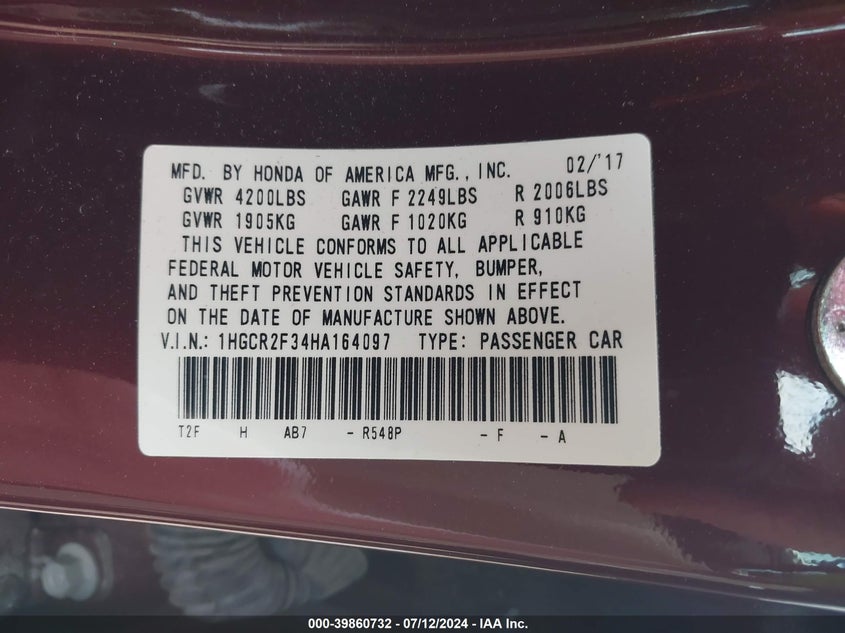 MFD. BY HONDA OF AMERICA MFG., INC. 02/'17
GVWR 4200LBS GAWR F 2249LBS R 2006LBS
GVWR 1905KG GAWR F 1020KG R 910KG
THIS VEHICLE CONFORMS TO ALL APPLICABLE
FEDERAL MOTOR VEHICLE SAFETY, BUMPER,
AND THEFT PREVENTION STANDARDS IN EFFECT
ON THE DATE OF MANUFACTURE SHOWN ABOVE.
V.I.N.: 1HGCR2F34HA164097 TYPE: PASSENGER CAR
T2F H AB7 - R548P - F - A
000-39860732 - 07/12/2024 - IAA Inc.